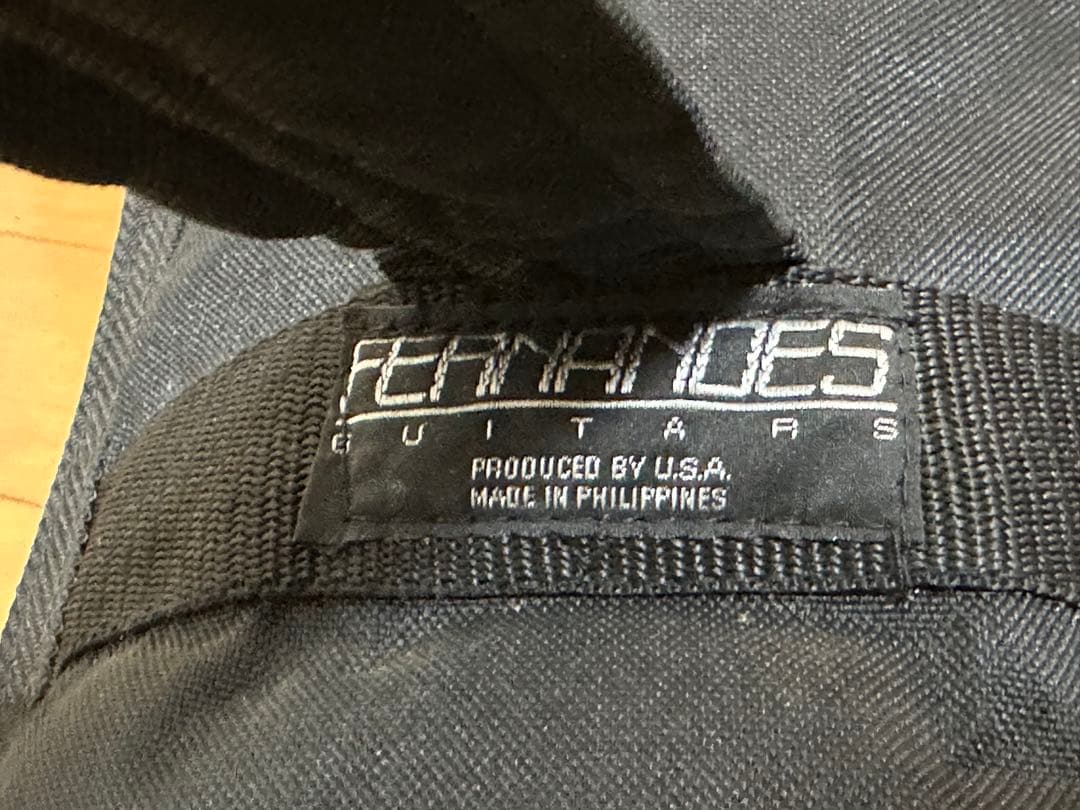 FERNANDES
GUITARS
PRODUCED BY U.S.A.
MADE IN PHILIPPINES